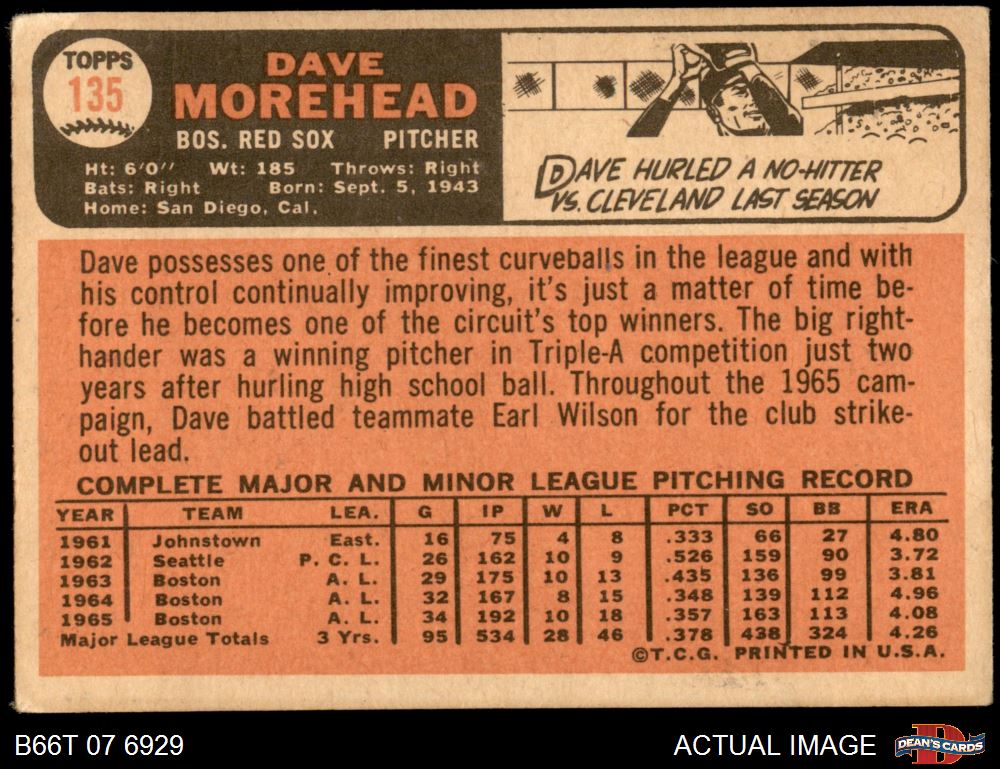 TOPPS
135
DAVE
MOREHEAD
BOS. RED SOX PITCHER
Ht: 6'0" Wt: 185 Throws: Right
Bats: Right Born: Sept. 5, 1943
Home: San Diego, Cal.
DAVE HURLED A NO-HITTER
VS. CLEVELAND LAST SEASON
Dave possesses one of the finest curveballs in the league and with
his control continually improving, it's just a matter of time be-
fore he becomes one of the circuit's top winners. The big right-
hander was a winning pitcher in Triple-A competition just two
years after hurling high school ball. Throughout the 1965 cam-
paign, Dave battled teammate Earl Wilson for the club strike-
out lead.
COMPLETE MAJOR AND MINOR LEAGUE PITCHING RECORD
YEAR TEAM LEA. G IP W L PCT SO BB ERA
1961 Johnstown East. 16 75 4 8 .333 66 27 4.80
1962 Seattle P. C. L. 26 162 10 9 .526 159 90 3.72
1963 Boston A. L. 29 175 10 13 .435 136 99 3.81
1964 Boston A. L. 32 167 8 15 .348 139 112 4.96
1965 Boston A. L. 34 192 10 18 .357 163 113 4.08
Major League Totals 3 Yrs. 95 534 28 46 .378 438 324 4.26
©T.C.G. PRINTED IN U.S.A.
B66T 07 6929
ACTUAL IMAGE
DEAN'S CARDS